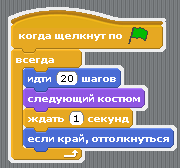 когда щелкнут по
всегда
идти 20 шагов
следующий костюм
ждать 1 секунд
если край, оттолкнуться